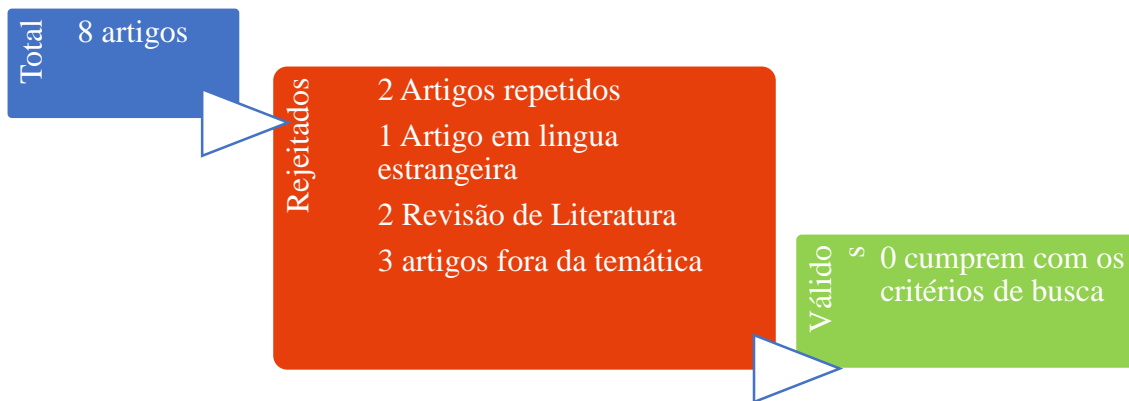 Total
8 artigos
Rejeitados
2 Artigos repetidos
1 Artigo em lingua
estrangeira
2 Revisão de Literatura
3 artigos fora da temática
Válido
s
0 cumprem com os
critérios de busca